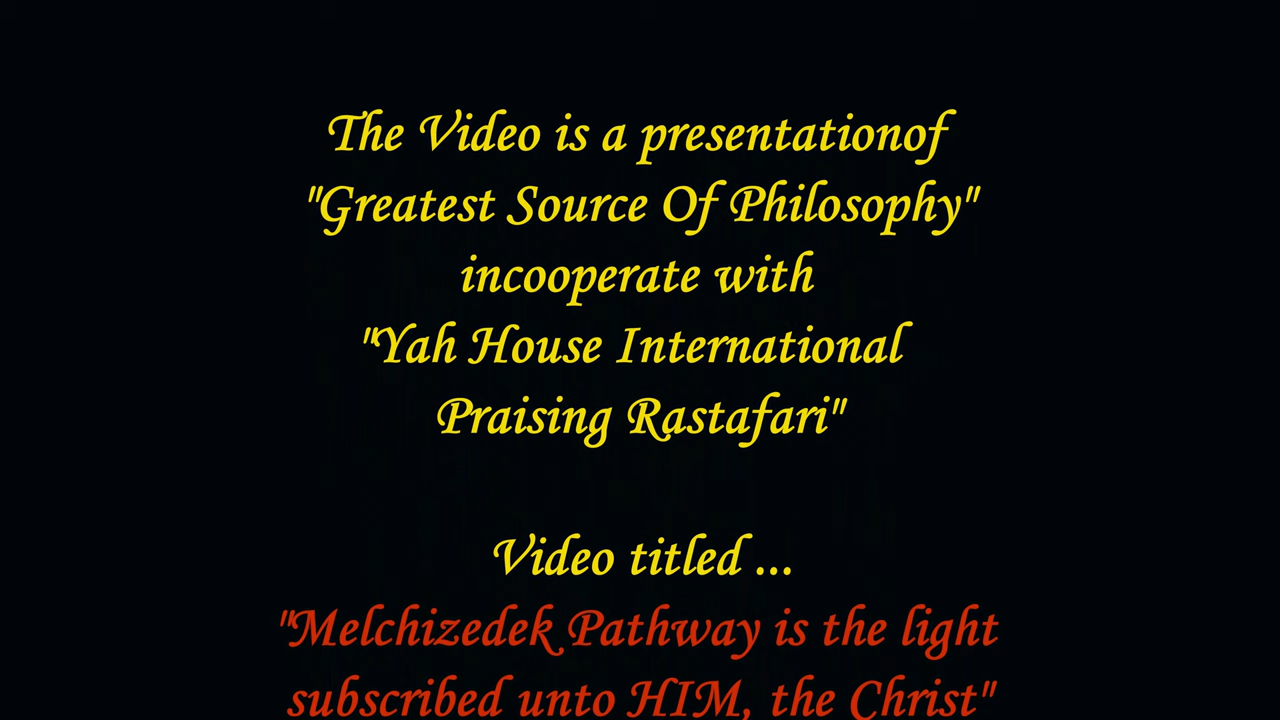 The Video is a presentationof
"Greatest Source Of Philosophy"
incooperate with
"Yah House International
Praising Rastafari"
Video titled ...
"Melchizedek Pathway is the light
subscribed unto HIM, the Christ"